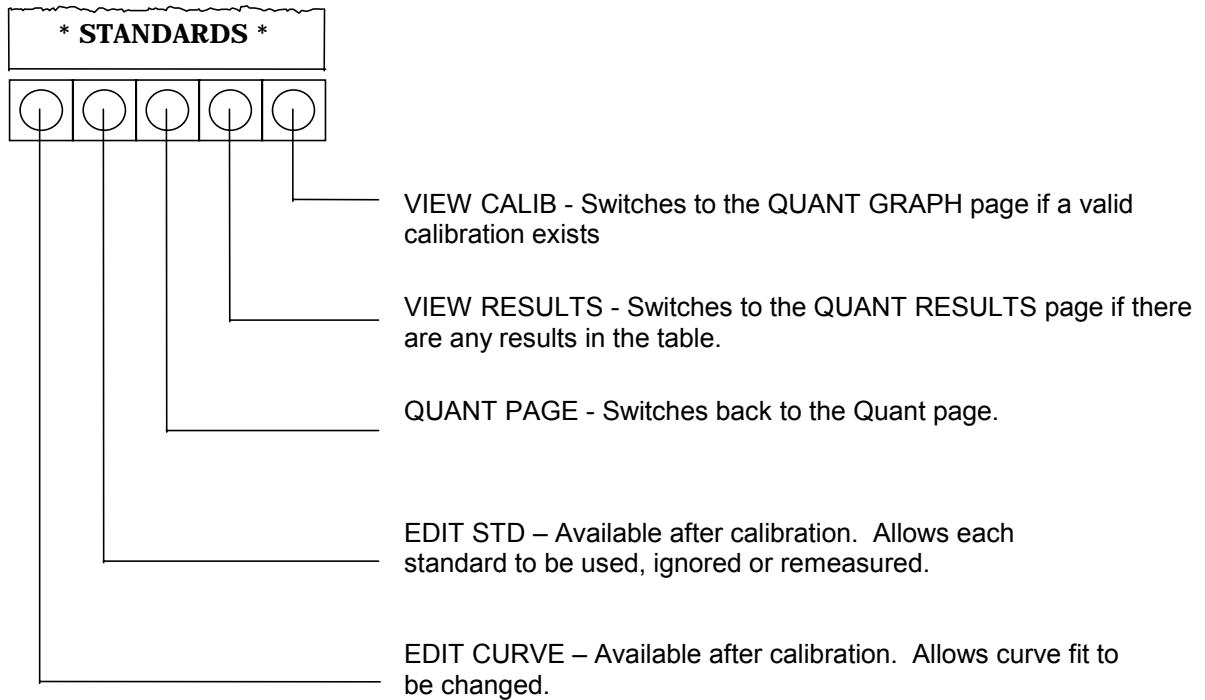 * STANDARDS *
VIEW CALIB - Switches to the QUANT GRAPH page if a valid
calibration exists
VIEW RESULTS - Switches to the QUANT RESULTS page if there
are any results in the table.
QUANT PAGE - Switches back to the Quant page.
EDIT STD – Available after calibration.  Allows each
standard to be used, ignored or remeasured.
EDIT CURVE – Available after calibration.  Allows curve fit to
be changed.